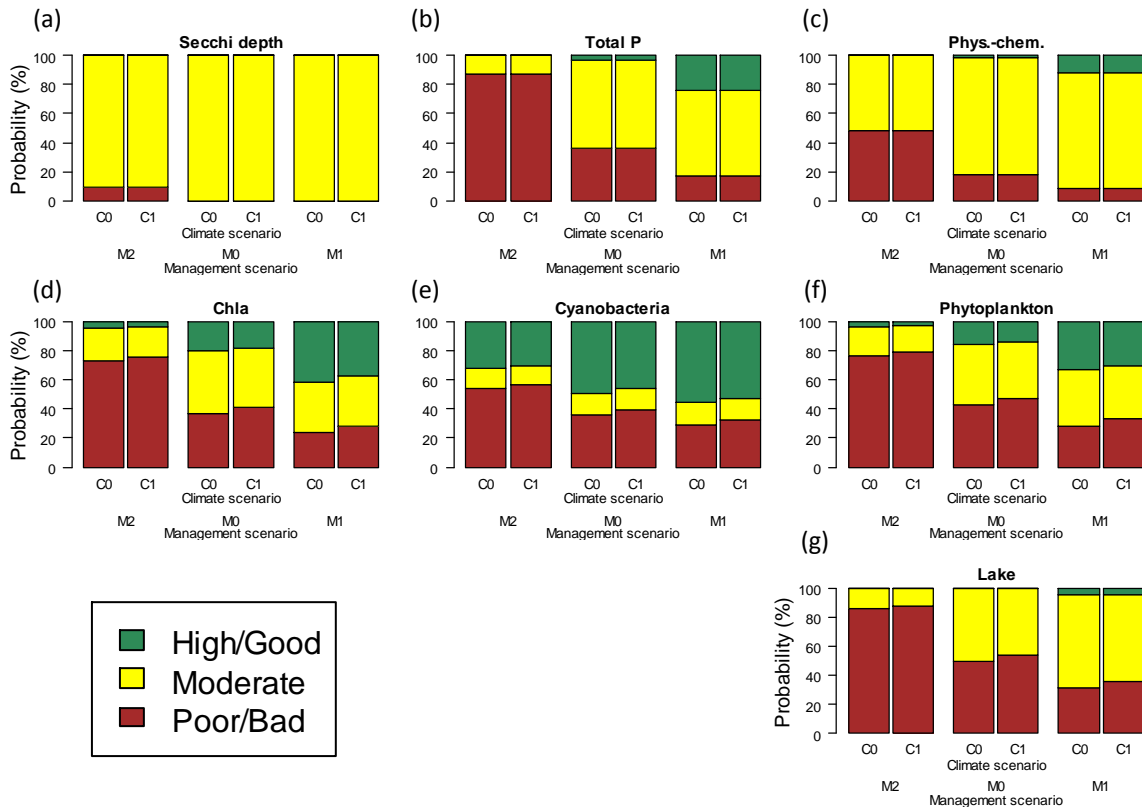 (a)
Secchi depth
Probability (%)
100
80
60
40
20
0
C0 C1 C0 C1 C0 C1
Climate scenario
M2 M0 M1
Management scenario
(b)
Total P
100
80
60
40
20
0
C0 C1 C0 C1 C0 C1
Climate scenario
M2 M0 M1
Management scenario
(c)
Phys.-chem.
100
80
60
40
20
0
C0 C1 C0 C1 C0 C1
Climate scenario
M2 M0 M1
Management scenario
(d)
Chla
Probability (%)
100
80
60
40
20
0
C0 C1 C0 C1 C0 C1
Climate scenario
M2 M0 M1
Management scenario
(e)
Cyanobacteria
100
80
60
40
20
0
C0 C1 C0 C1 C0 C1
Climate scenario
M2 M0 M1
Management scenario
(f)
Phytoplankton
100
80
60
40
20
0
C0 C1 C0 C1 C0 C1
Climate scenario
M2 M0 M1
Management scenario
High/Good
Moderate
Poor/Bad
(g)
Lake
Probability (%)
100
80
60
40
20
0
C0 C1 C0 C1 C0 C1
Climate scenario
M2 M0 M1
Management scenario